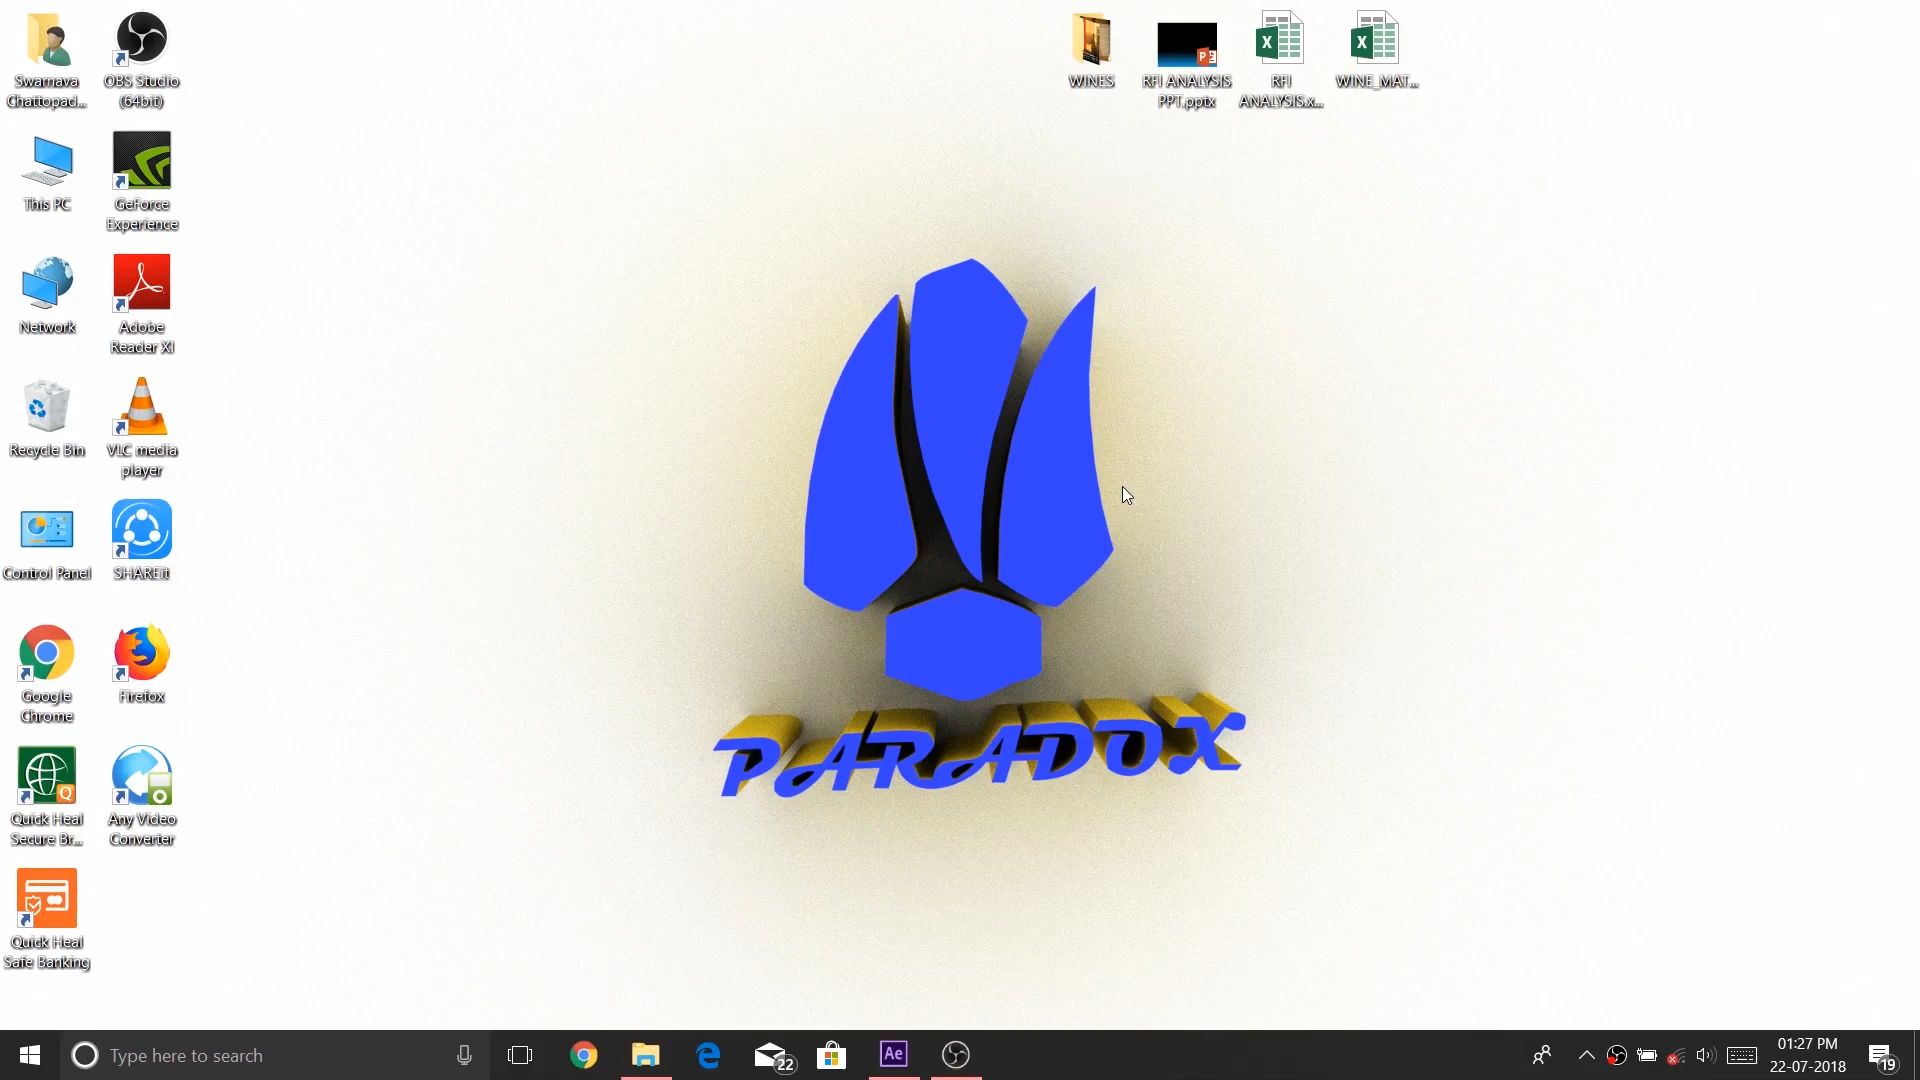 Swarnava
Chattopad...
OBS Studio
(64bit)
This PC
GeForce
Experience
Network
Adobe
Reader XI
Recycle Bin
VLC media
player
Control Panel
SHAREit
Google
Chrome
Firefox
Quick Heal
Secure Br...
Any Video
Converter
Quick Heal
Safe Banking
WINES
RFI ANALYSIS
PPT.pptx
RFI
ANALYSIS.x...
WINE_MAT...
PARADOX
Type here to search
22
Ae
01:27 PM
22-07-2018
19